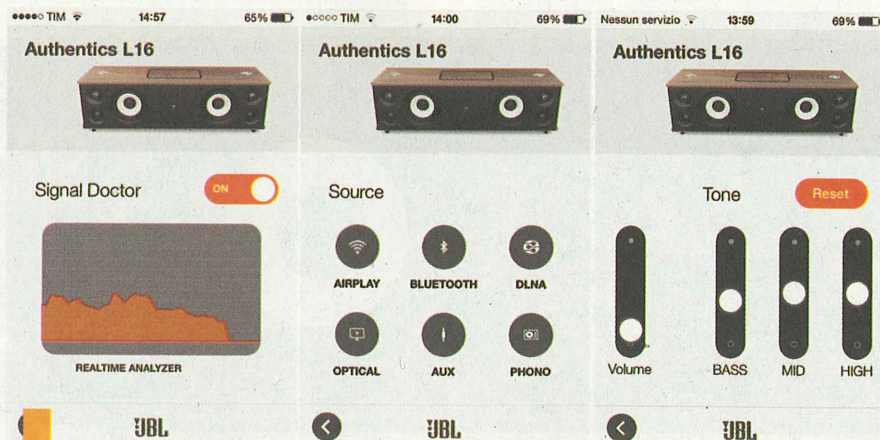 TIM 14:57 65%
Authentics L16
Signal Doctor ON
REALTIME ANALYZER
JBL
TIM 14:00 69%
Authentics L16
Source
AIRPLAY BLUETOOTH DLNA
OPTICAL AUX PHONO
JBL
Nessun servizio 13:59 69%
Authentics L16
Tone Reset
Volume BASS MID HIGH
JBL